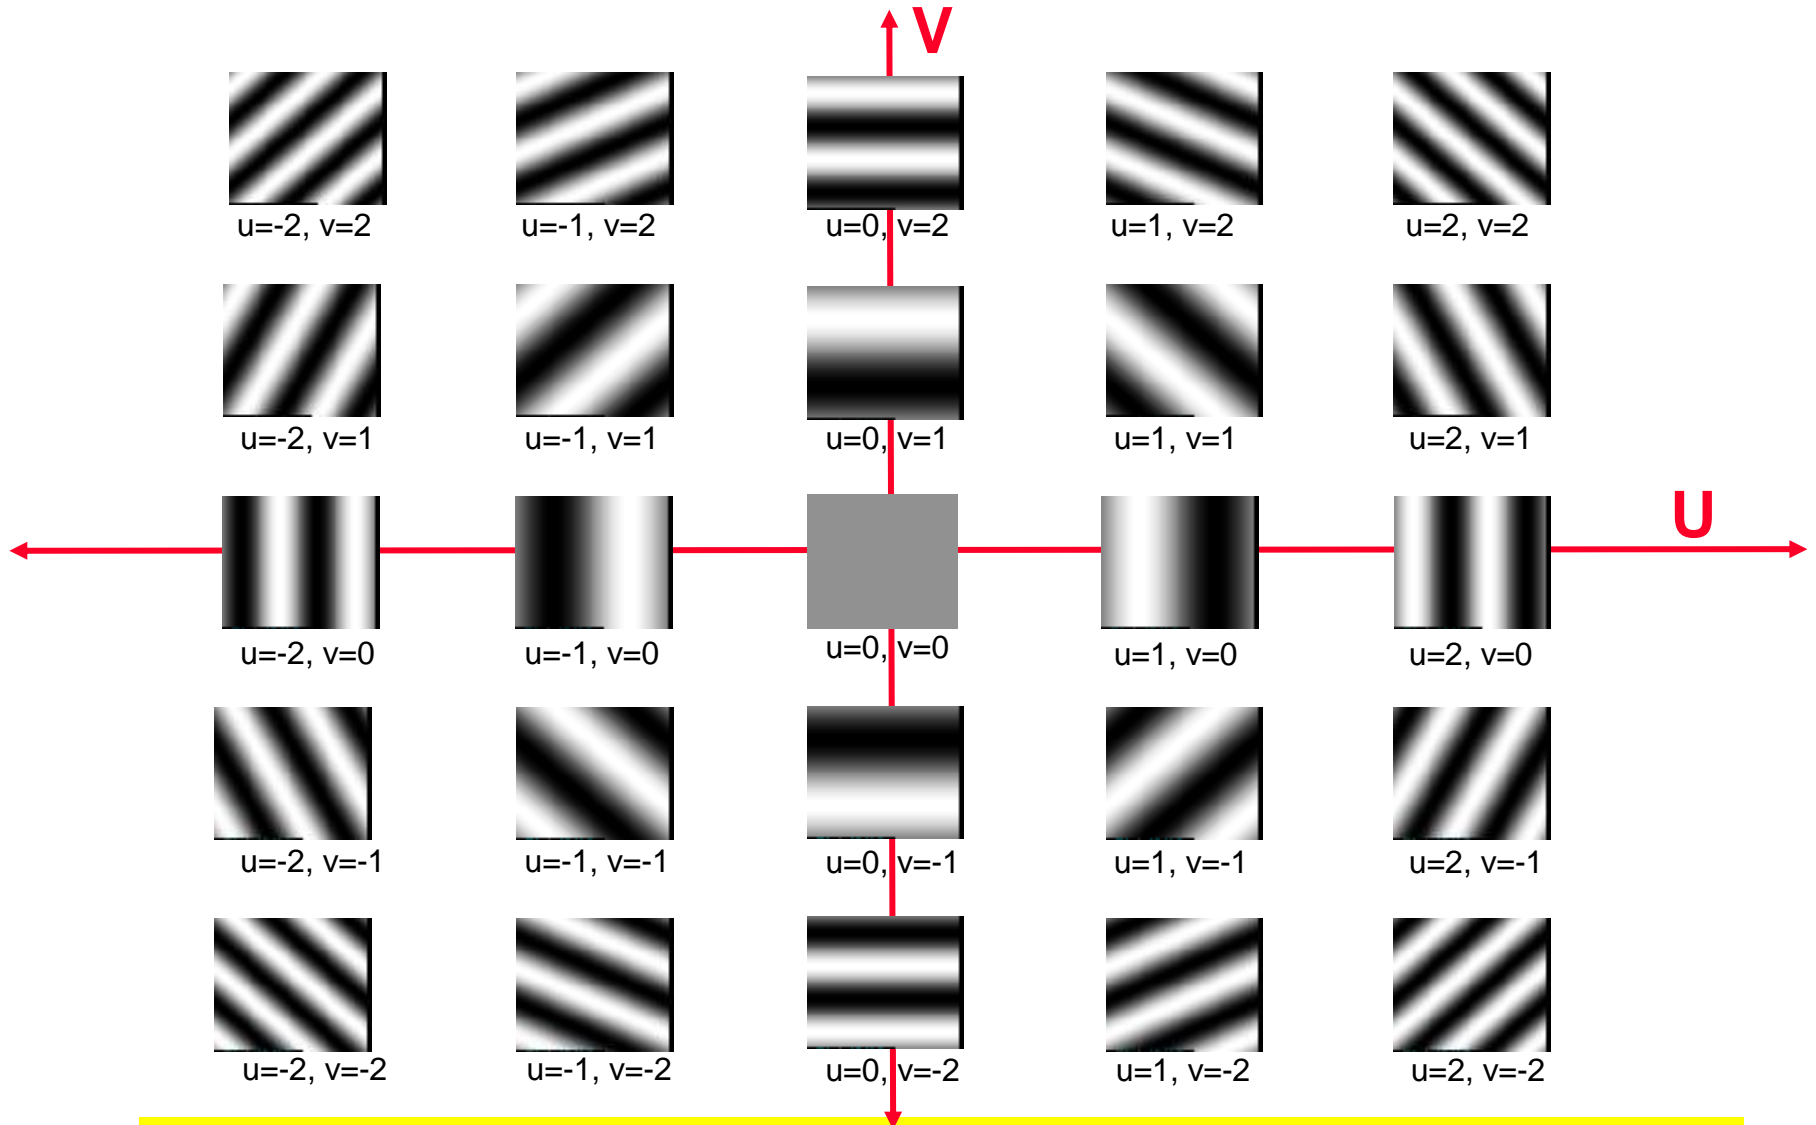 V
u=-2, v=2 u=-1, v=2 u=0, v=2 u=1, v=2 u=2, v=2
u=-2, v=1 u=-1, v=1 u=0, v=1 u=1, v=1 u=2, v=1
U
u=-2, v=0 u=-1, v=0 u=0, v=0 u=1, v=0 u=2, v=0
u=-2, v=-1 u=-1, v=-1 u=0, v=-1 u=1, v=-1 u=2, v=-1
u=-2, v=-2 u=-1, v=-2 u=0, v=-2 u=1, v=-2 u=2, v=-2